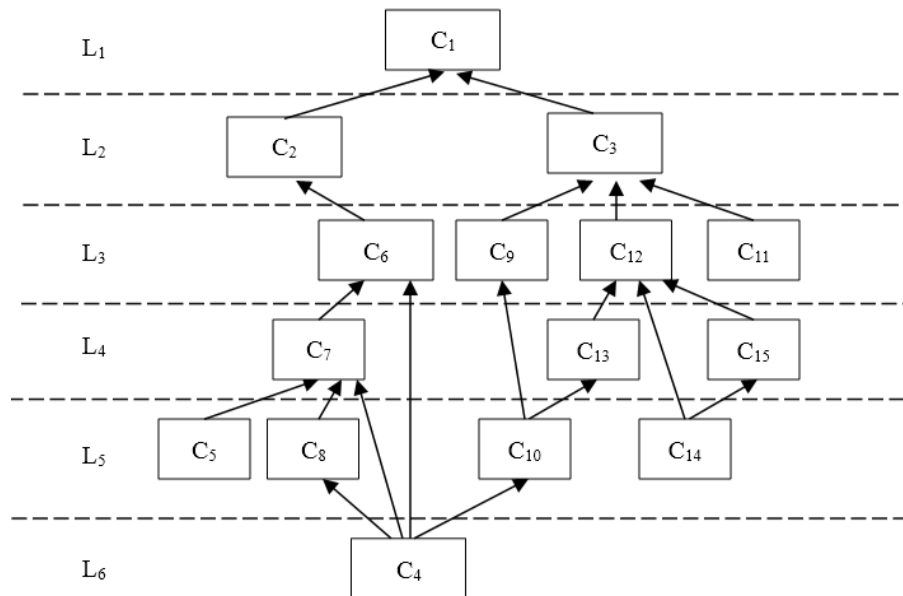 L₁ C₁
L₂ C₂ C₃
L₃ C₆ C₉ C₁₂ C₁₁
L₄ C₇ C₁₃ C₁₅
L₅ C₅ C₈ C₁₀ C₁₄
L₆ C₄